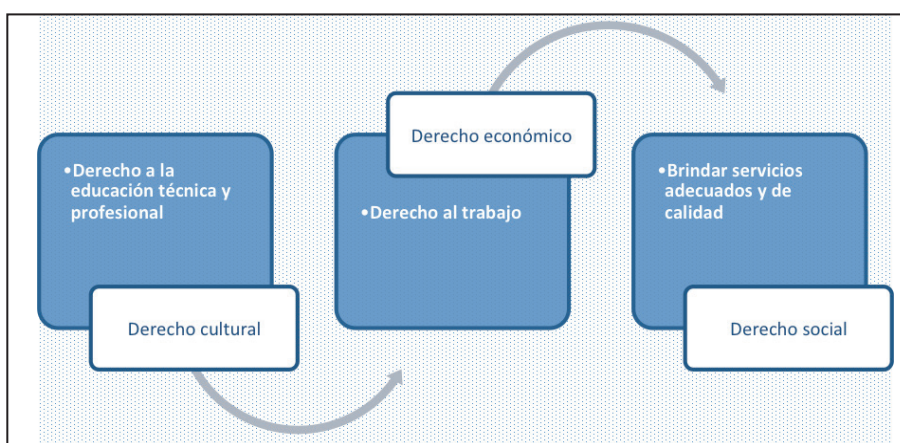 •Derecho a la
educación técnica y
profesional
Derecho cultural
Derecho económico
•Derecho al trabajo
•Brindar servicios
adecuados y de
calidad
Derecho social